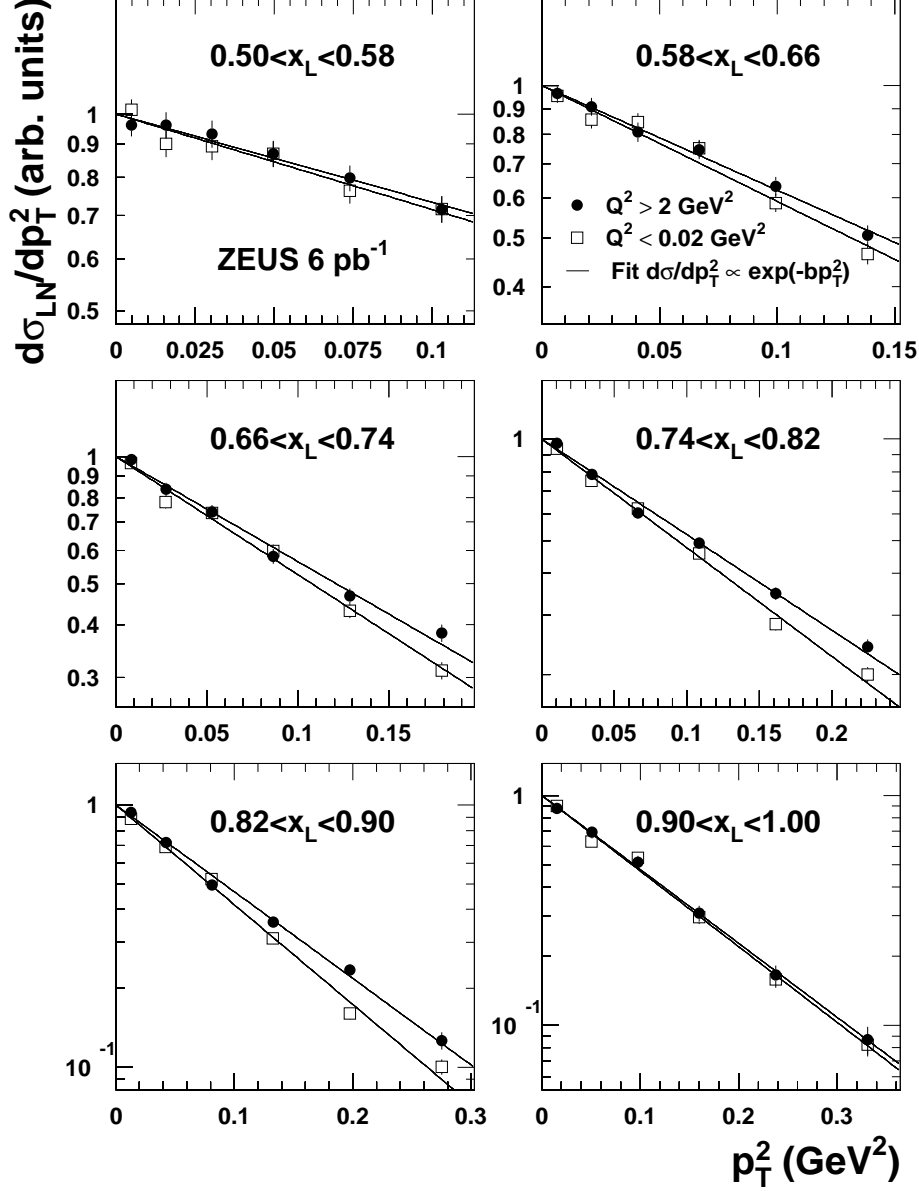 dσ_LN/dp_T^2 (arb. units)
0.50<x_L<0.58
1
0.9
0.8
0.7
0.6
0.5
ZEUS 6 pb^-1
0 0.025 0.05 0.075 0.1
0.58<x_L<0.66
1
0.9
0.8
0.7
0.6
0.5
0.4
Q^2 > 2 GeV^2
Q^2 < 0.02 GeV^2
Fit dσ/dp_T^2 ∝ exp(-bp_T^2)
0 0.05 0.1 0.15
0.66<x_L<0.74
1
0.9
0.8
0.7
0.6
0.5
0.4
0.3
0 0.05 0.1 0.15
0.74<x_L<0.82
1
0 0.05 0.1 0.15 0.2
0.82<x_L<0.90
1
10^-1
0 0.1 0.2 0.3
0.90<x_L<1.00
1
10^-1
0 0.1 0.2 0.3
p_T^2 (GeV^2)